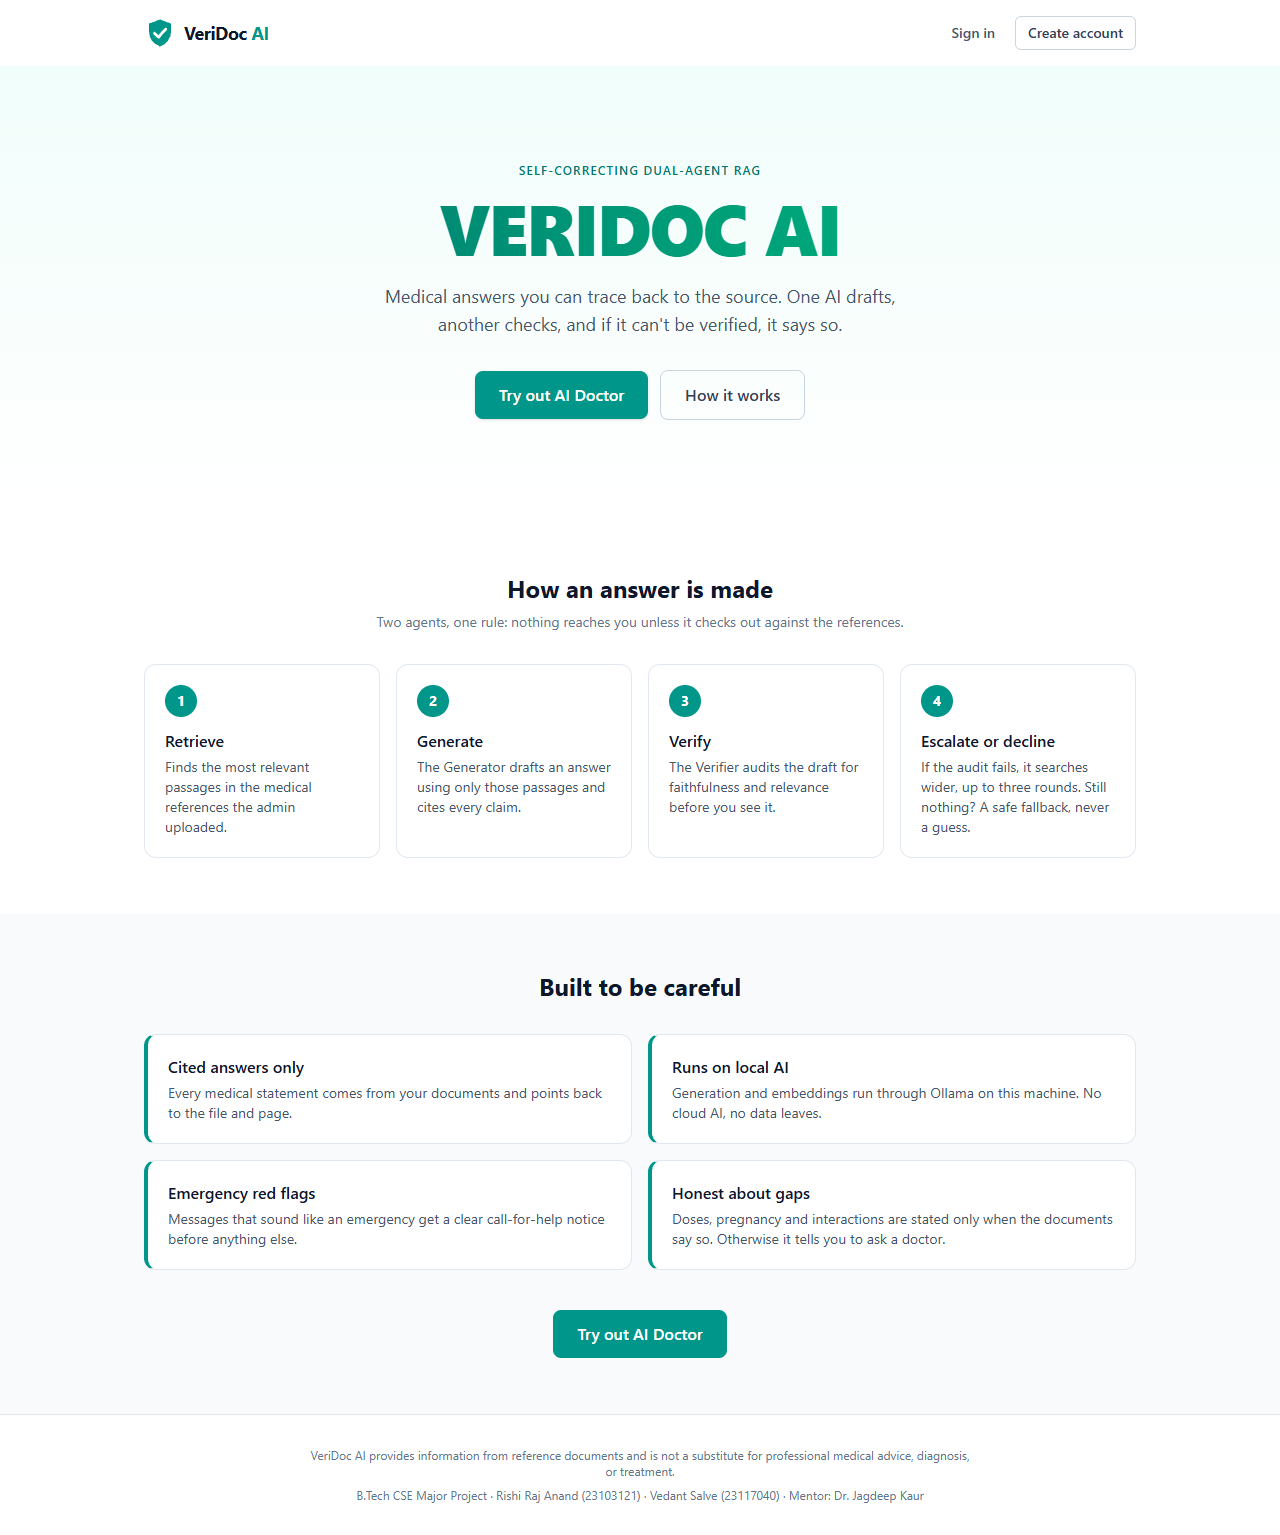 VeriDoc AI
Sign in
Create account
SELF-CORRECTING DUAL-AGENT RAG
VERIDOC AI
Medical answers you can trace back to the source. One AI drafts,
another checks, and if it can't be verified, it says so.
Try out AI Doctor
How it works
How an answer is made
Two agents, one rule: nothing reaches you unless it checks out against the references.
1
Retrieve
Finds the most relevant
passages in the medical
references the admin
uploaded.
2
Generate
The Generator drafts an answer
using only those passages and
cites every claim.
3
Verify
The Verifier audits the draft for
faithfulness and relevance
before you see it.
4
Escalate or decline
If the audit fails, it searches
wider, up to three rounds. Still
nothing? A safe fallback, never
a guess.
Built to be careful
Cited answers only
Every medical statement comes from your documents and points back
to the file and page.
Runs on local AI
Generation and embeddings run through Ollama on this machine. No
cloud AI, no data leaves.
Emergency red flags
Messages that sound like an emergency get a clear call-for-help notice
before anything else.
Honest about gaps
Doses, pregnancy and interactions are stated only when the documents
say so. Otherwise it tells you to ask a doctor.
Try out AI Doctor
VeriDoc AI provides information from reference documents and is not a substitute for professional medical advice, diagnosis,
or treatment.
B.Tech CSE Major Project · Rishi Raj Anand (23103121) · Vedant Salve (23117040) · Mentor: Dr. Jagdeep Kaur